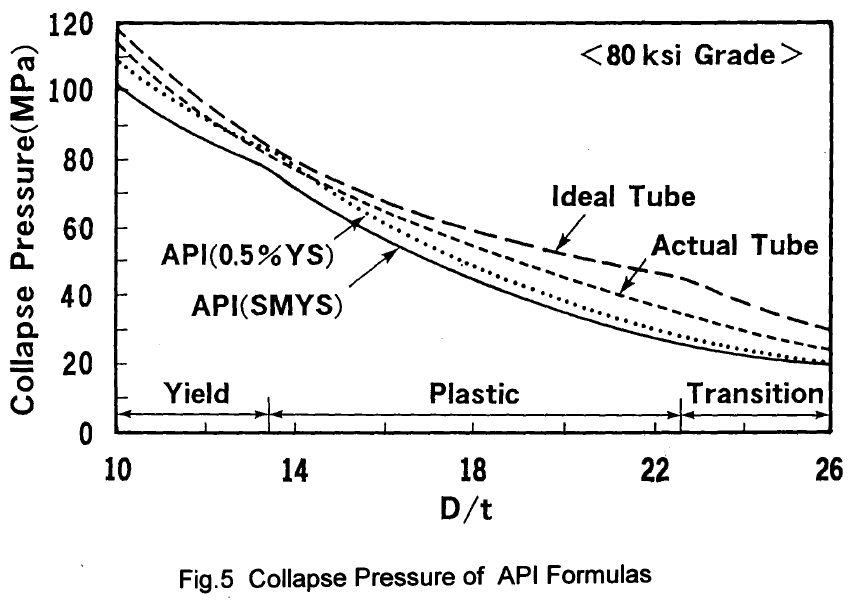 120
100
80
60
40
20
0
Collapse Pressure(MPa)
<80 ksi Grade>
Ideal Tube
Actual Tube
API(0.5%YS)
API(SMYS)
Yield
Plastic
Transition
10 14 18 22 26
D/t
Fig.5 Collapse Pressure of API Formulas